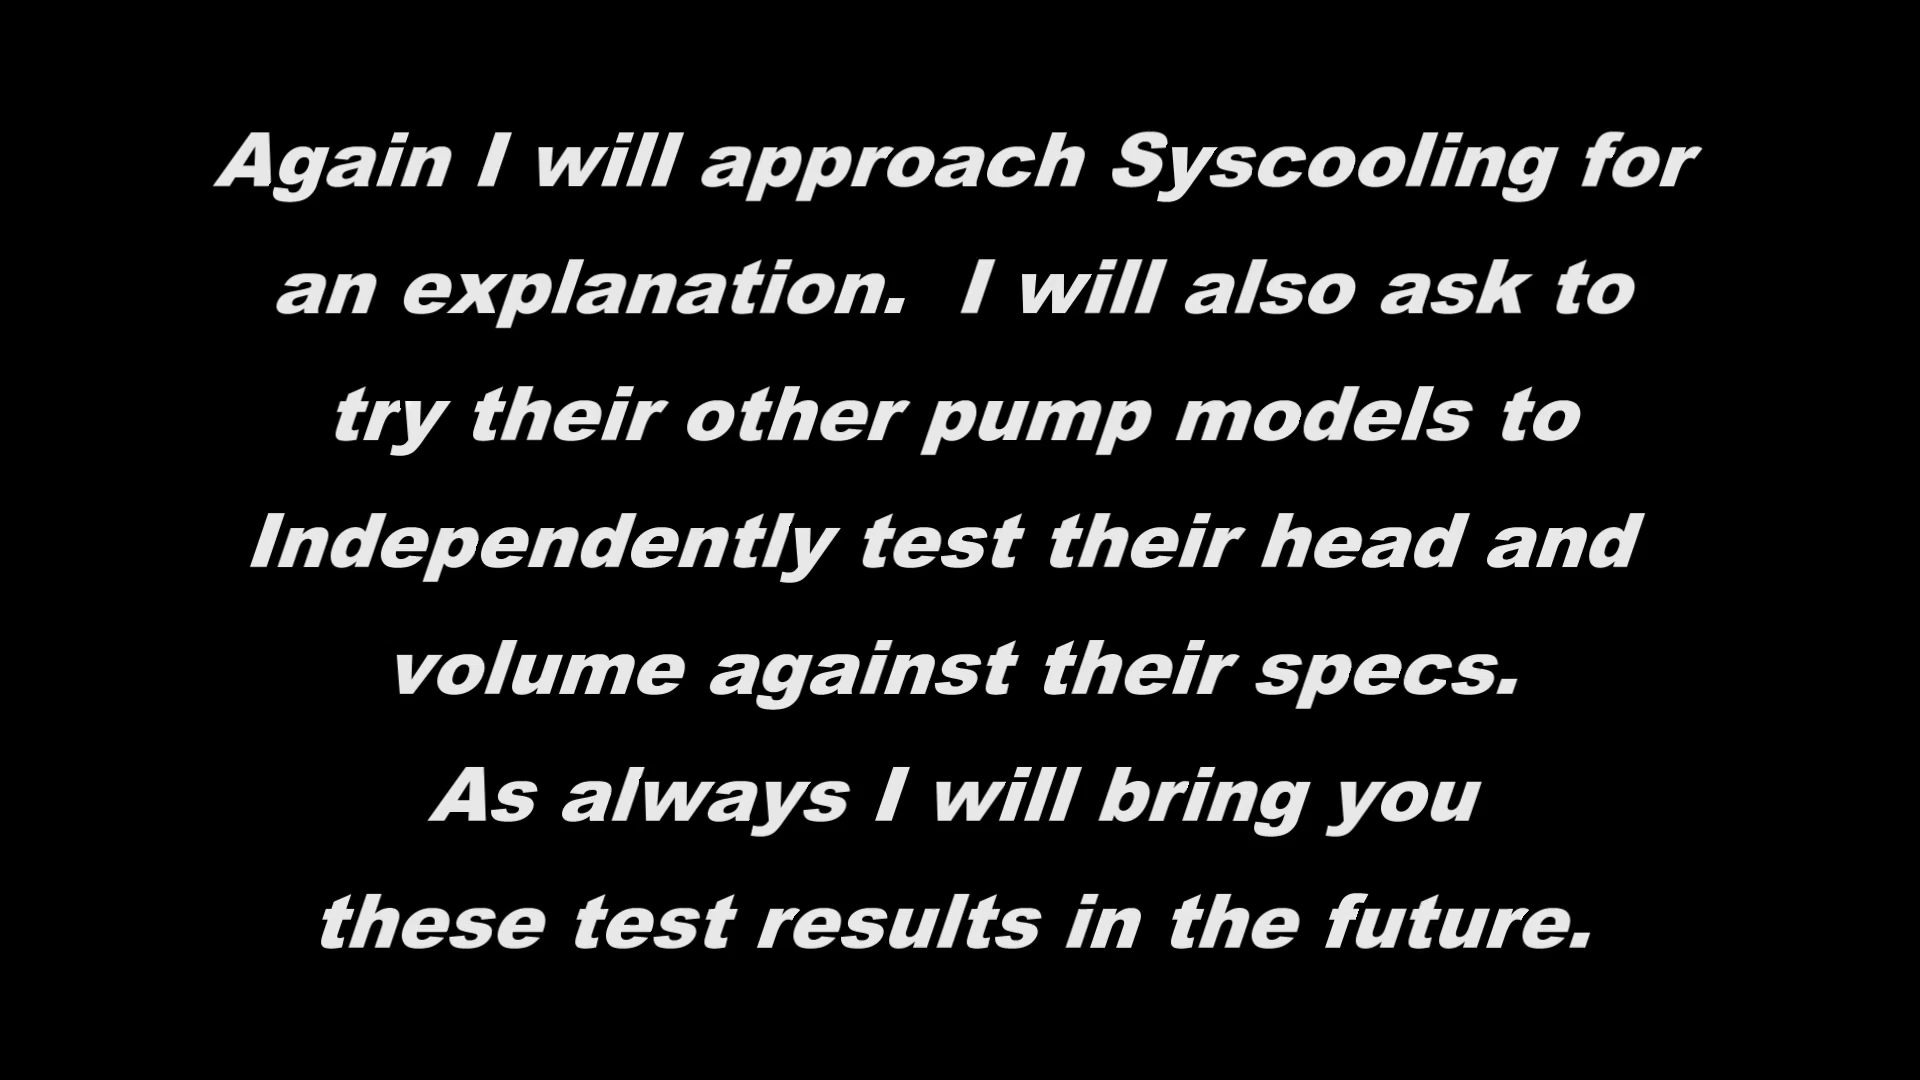 Again I will approach Syscooling for
an explanation.  I will also ask to
try their other pump models to
Independently test their head and
volume against their specs.
As always I will bring you
these test results in the future.